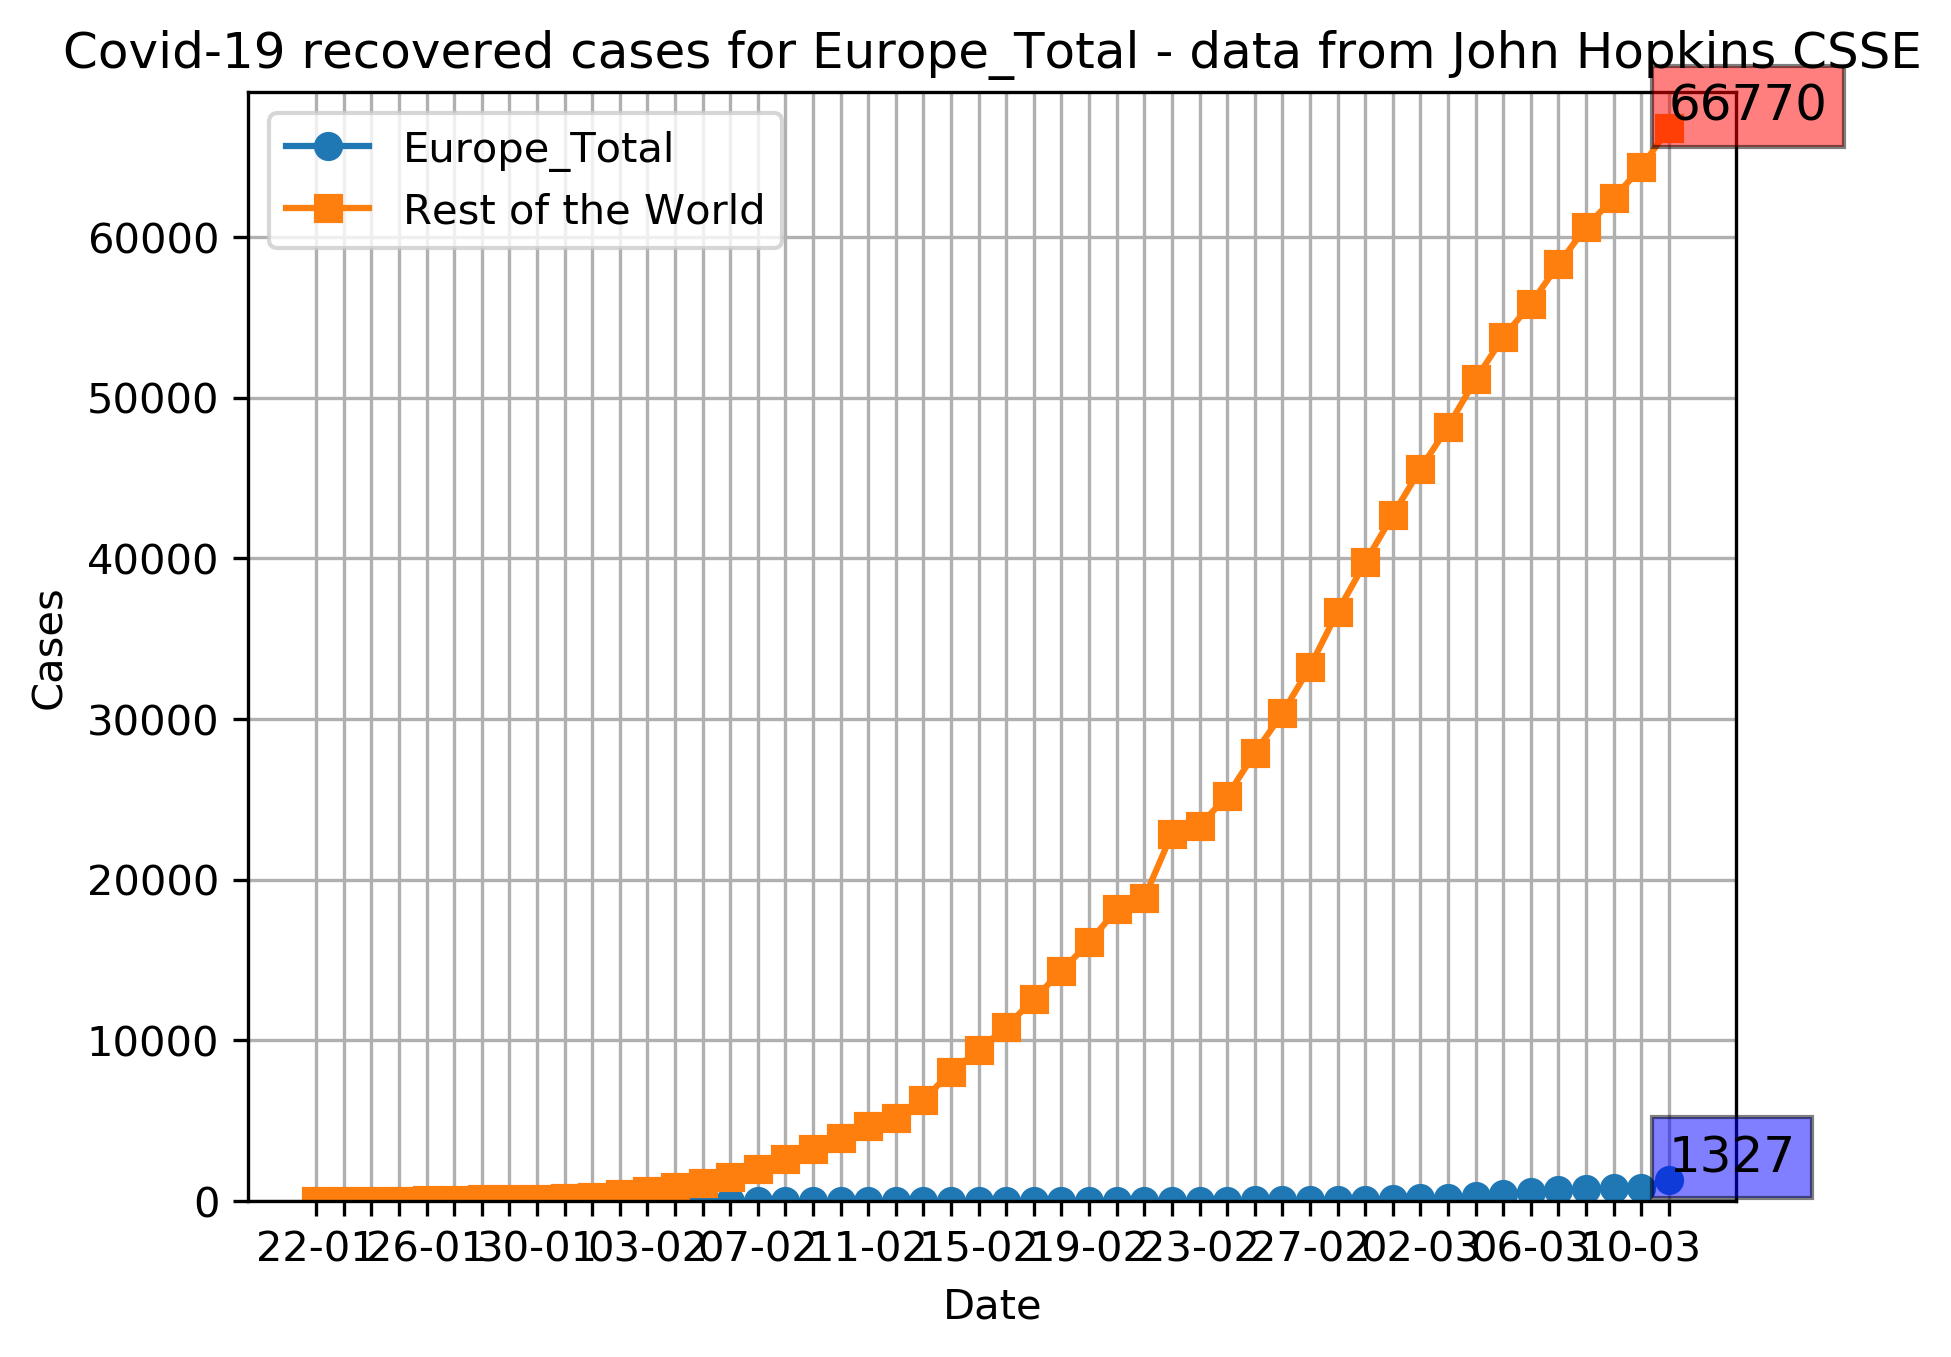 Covid-19 recovered cases for Europe_Total - data from John Hopkins CSSE
66770
Europe_Total
Rest of the World
60000
50000
40000
30000
20000
10000
0
Cases
1327
22-01 26-01 30-01 03-02 07-02 11-02 15-02 19-02 23-02 27-02 02-03 06-03 10-03
Date